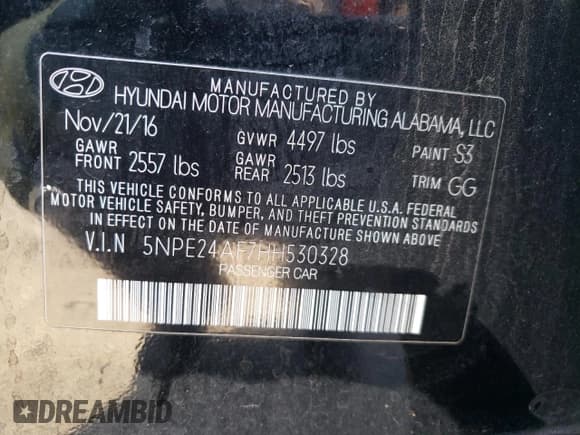 MANUFACTURED BY
HYUNDAI MOTOR MANUFACTURING ALABAMA, LLC
Nov/21/16 GVWR 4497 lbs PAINT S3
GAWR FRONT 2557 lbs GAWR REAR 2513 lbs TRIM GG
THIS VEHICLE CONFORMS TO ALL APPLICABLE U.S.A. FEDERAL
MOTOR VEHICLE SAFETY, BUMPER, AND THEFT PREVENTION STANDARDS
IN EFFECT ON THE DATE OF MANUFACTURE SHOWN ABOVE.
V.I.N 5NPE24AF7HH530328
PASSENGER CAR
DREAMBID